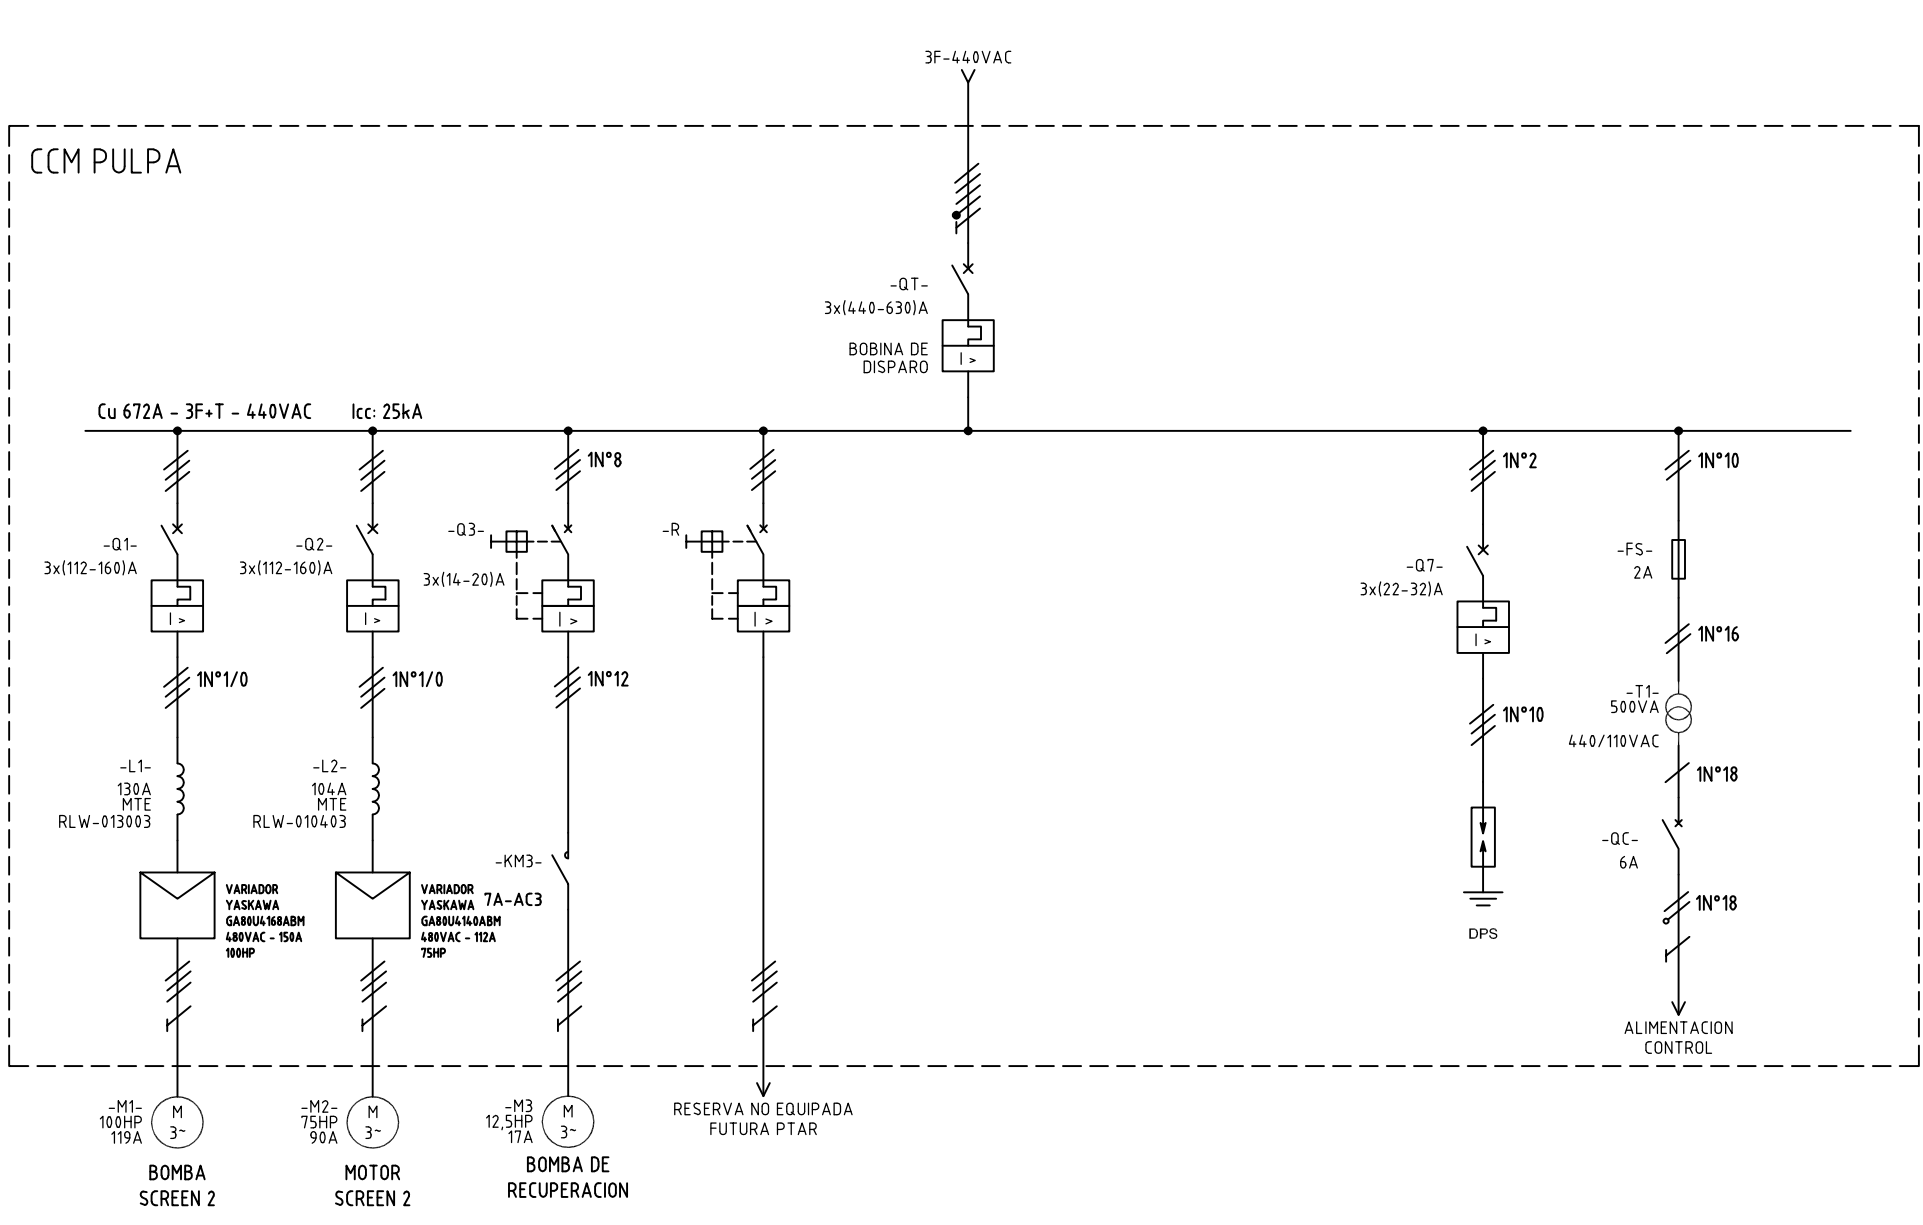 3F-440VAC
CCM PULPA
-QT-
3x(440-630)A
BOBINA DE
DISPARO
I >
Cu 672A - 3F+T - 440VAC Icc: 25kA
-Q1-
3x(112-160)A
I >
1N°1/0
-L1-
130A
MTE
RLW-013003
VARIADOR
YASKAWA
GA80U4168ABM
480VAC - 150A
100HP
-M1-
100HP
119A
M
3~
BOMBA
SCREEN 2
-Q2-
3x(112-160)A
I >
1N°1/0
-L2-
104A
MTE
RLW-010403
VARIADOR
YASKAWA
GA80U4140ABM
480VAC - 112A
75HP
-M2-
75HP
90A
M
3~
MOTOR
SCREEN 2
1N°8
-Q3-
3x(14-20)A
I >
1N°12
-KM3-
7A-AC3
-M3
12,5HP
17A
M
3~
BOMBA DE
RECUPERACION
-R
I >
RESERVA NO EQUIPADA
FUTURA PTAR
1N°2
-Q7-
3x(22-32)A
I >
1N°10
DPS
1N°10
-FS-
2A
1N°16
-T1-
500VA
440/110VAC
1N°18
-QC-
6A
1N°18
ALIMENTACION
CONTROL